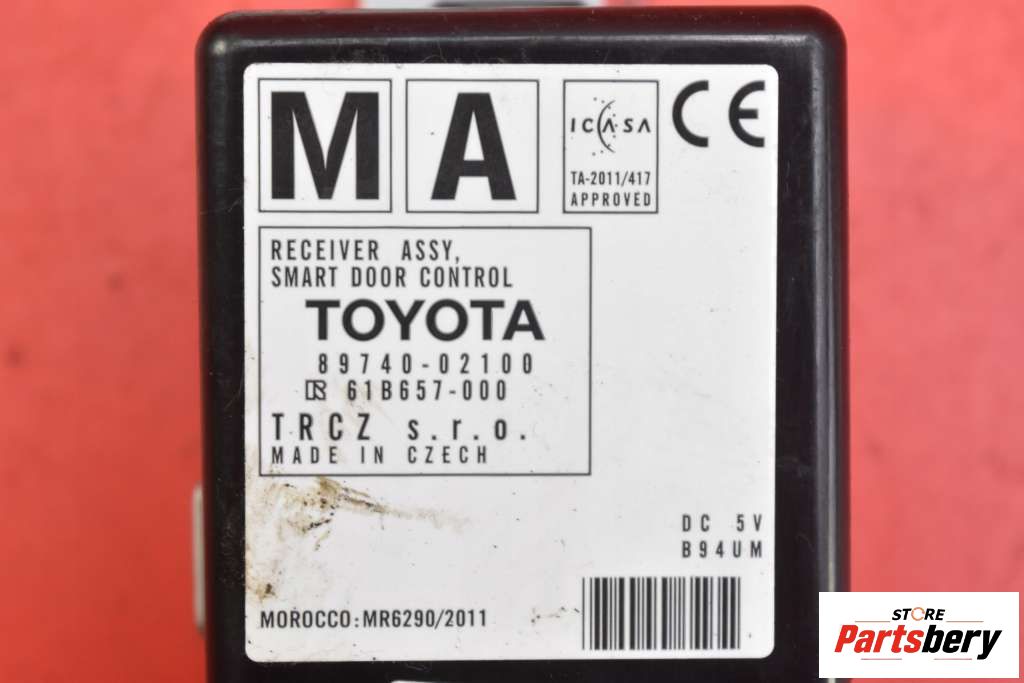 M A
ICASA
TA-2011/417
APPROVED
CE
RECEIVER ASSY,
SMART DOOR CONTROL
TOYOTA
89740-02100
61B657-000
TRCZ s.r.o.
MADE IN CZECH
DC 5V
B94UM
MOROCCO:MR6290/2011
STORE
Partsbery